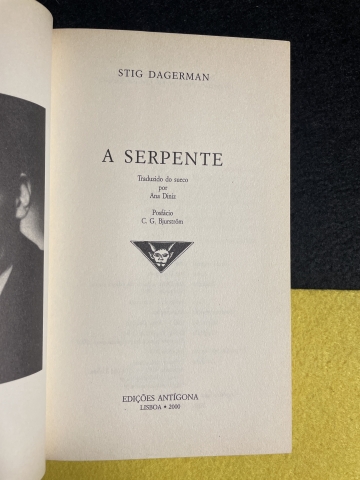 STIG DAGERMAN
A SERPENTE
Traduzido do sueco
por
Ana Diniz
Posfácio
C. G. Bjurström
EDIÇÕES ANTÍGONA
LISBOA • 2000